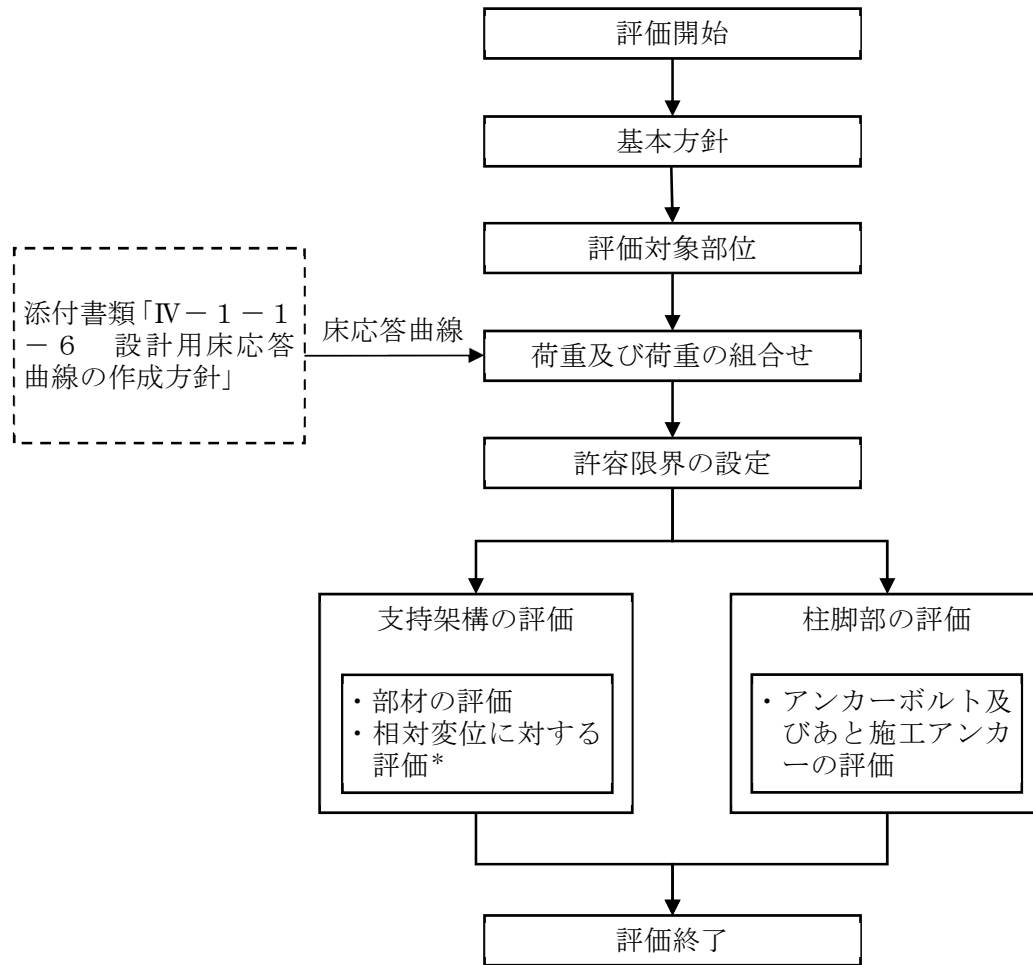 評価開始
基本方針
評価対象部位
添付書類「Ⅳ－１－１
－６　設計用床応答
曲線の作成方針」
床応答曲線
荷重及び荷重の組合せ
許容限界の設定
支持架構の評価
・部材の評価
・相対変位に対する
評価*
柱脚部の評価
・アンカーボルト及
びあと施工アンカ
ーの評価
評価終了